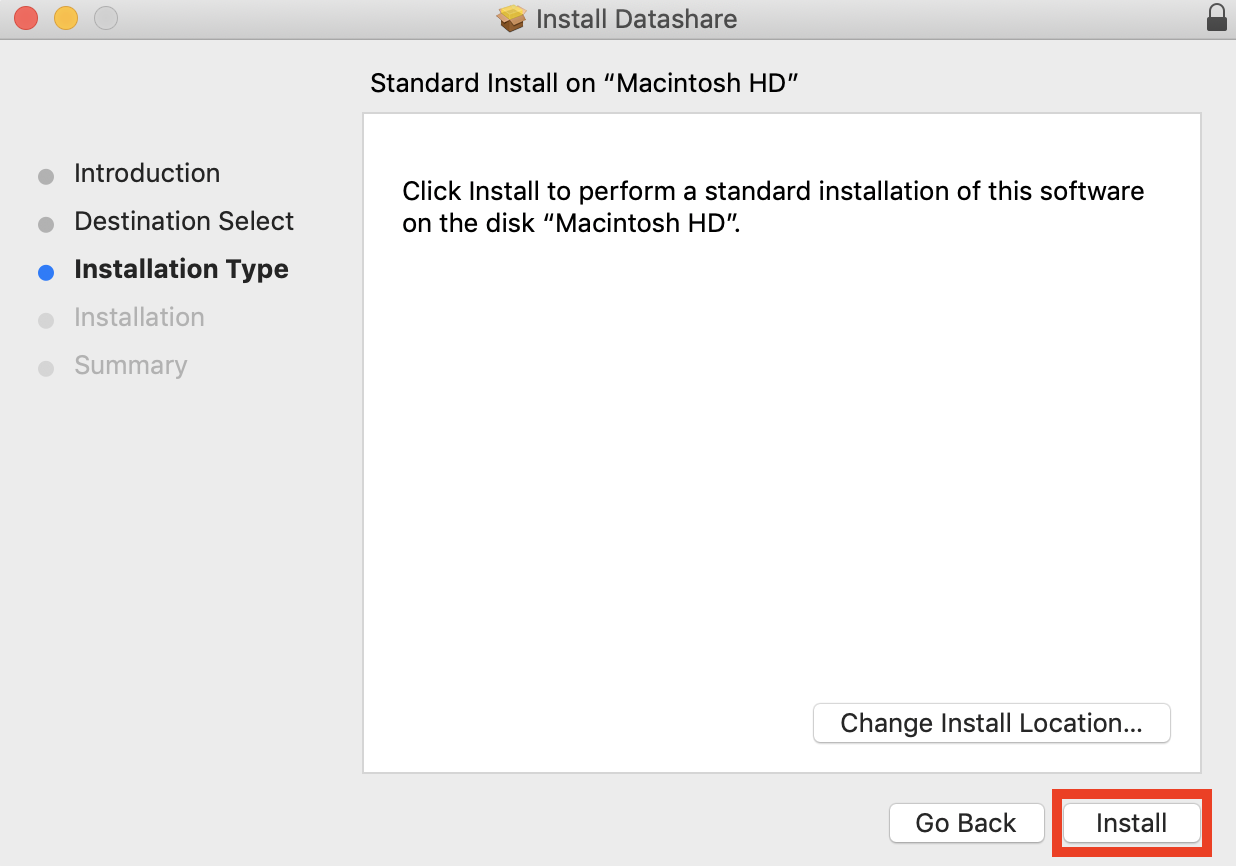 Install Datashare
Standard Install on “Macintosh HD”
Introduction
Destination Select
Installation Type
Installation
Summary
Click Install to perform a standard installation of this software
on the disk “Macintosh HD”.
Change Install Location...
Go Back
Install